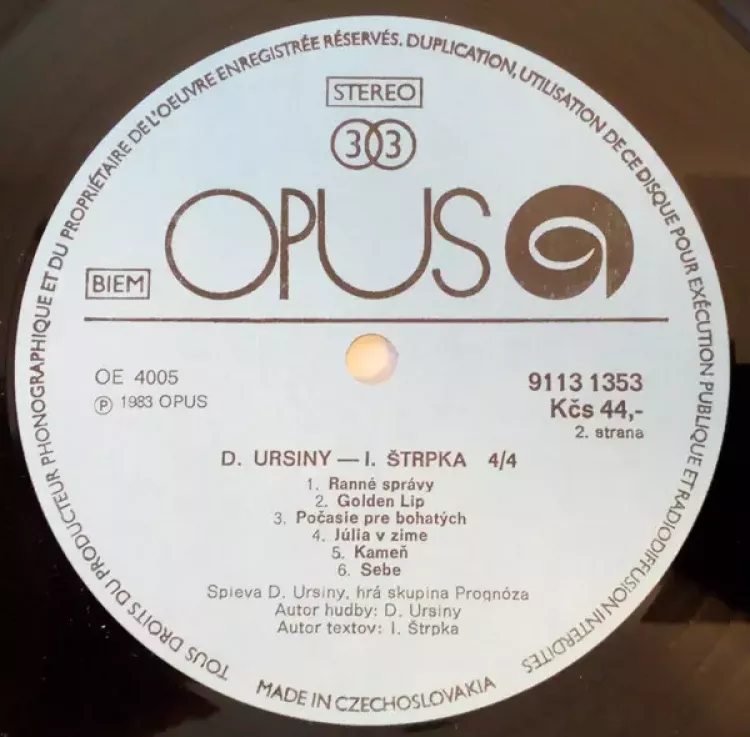 TOUS DROITS DU PRODUCTEUR PHONOGRAPHIQUE ET DU PROPRIÉTAIRE DE L'OEUVRE ENREGISTRÉE RÉSERVÉS. DUPLICATION, UTILISATION DE CE DISQUE POUR EXÉCUTION PUBLIQUE ET RADIODIFFUSION INTERDITES
STEREO
33
OPUS
BIEM
OE 4005
9113 1353
Ⓟ 1983 OPUS
Kčs 44,-
2. strana
D. URSINY — I. ŠTRPKA 4/4
1. Ranné správy
2. Golden Lip
3. Počasie pre bohatých
4. Júlia v zime
5. Kameň
6. Sebe
Spieva D. Ursiny, hrá skupina Prognóza
Autor hudby: D. Ursiny
Autor textov: I. Štrpka
MADE IN CZECHOSLOVAKIA